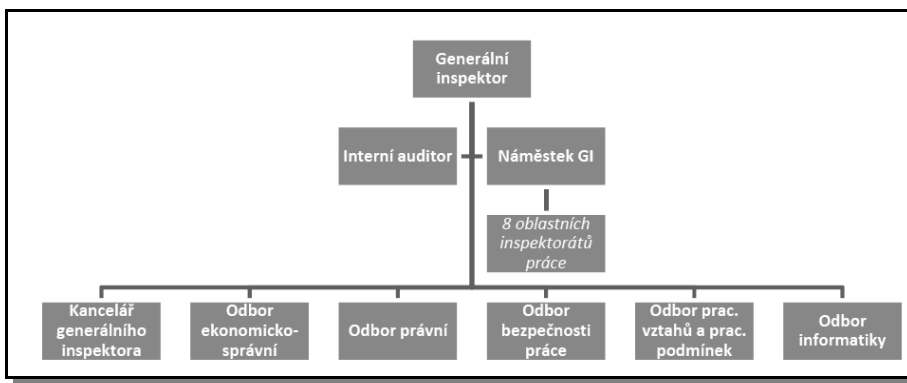 Generální
inspektor
Interní auditor
Náměstek GI
8 oblastních
inspektorátů
práce
Kancelář
generálního
inspektora
Odbor
ekonomicko-
správní
Odbor právní
Odbor
bezpečnosti
práce
Odbor prac.
vztahů a prac.
podmínek
Odbor
informatiky